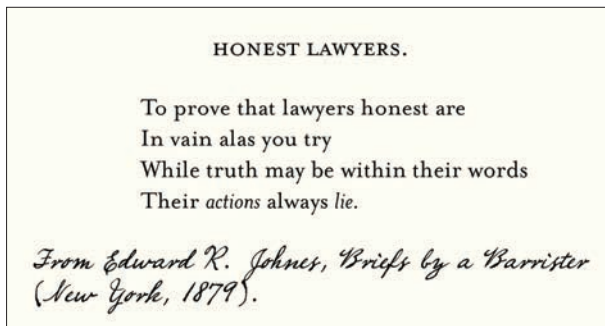 HONEST LAWYERS.
To prove that lawyers honest are
In vain alas you try
While truth may be within their words
Their actions always lie.
From Edward R. Johnes, Briefs by a Barrister
(New York, 1879).